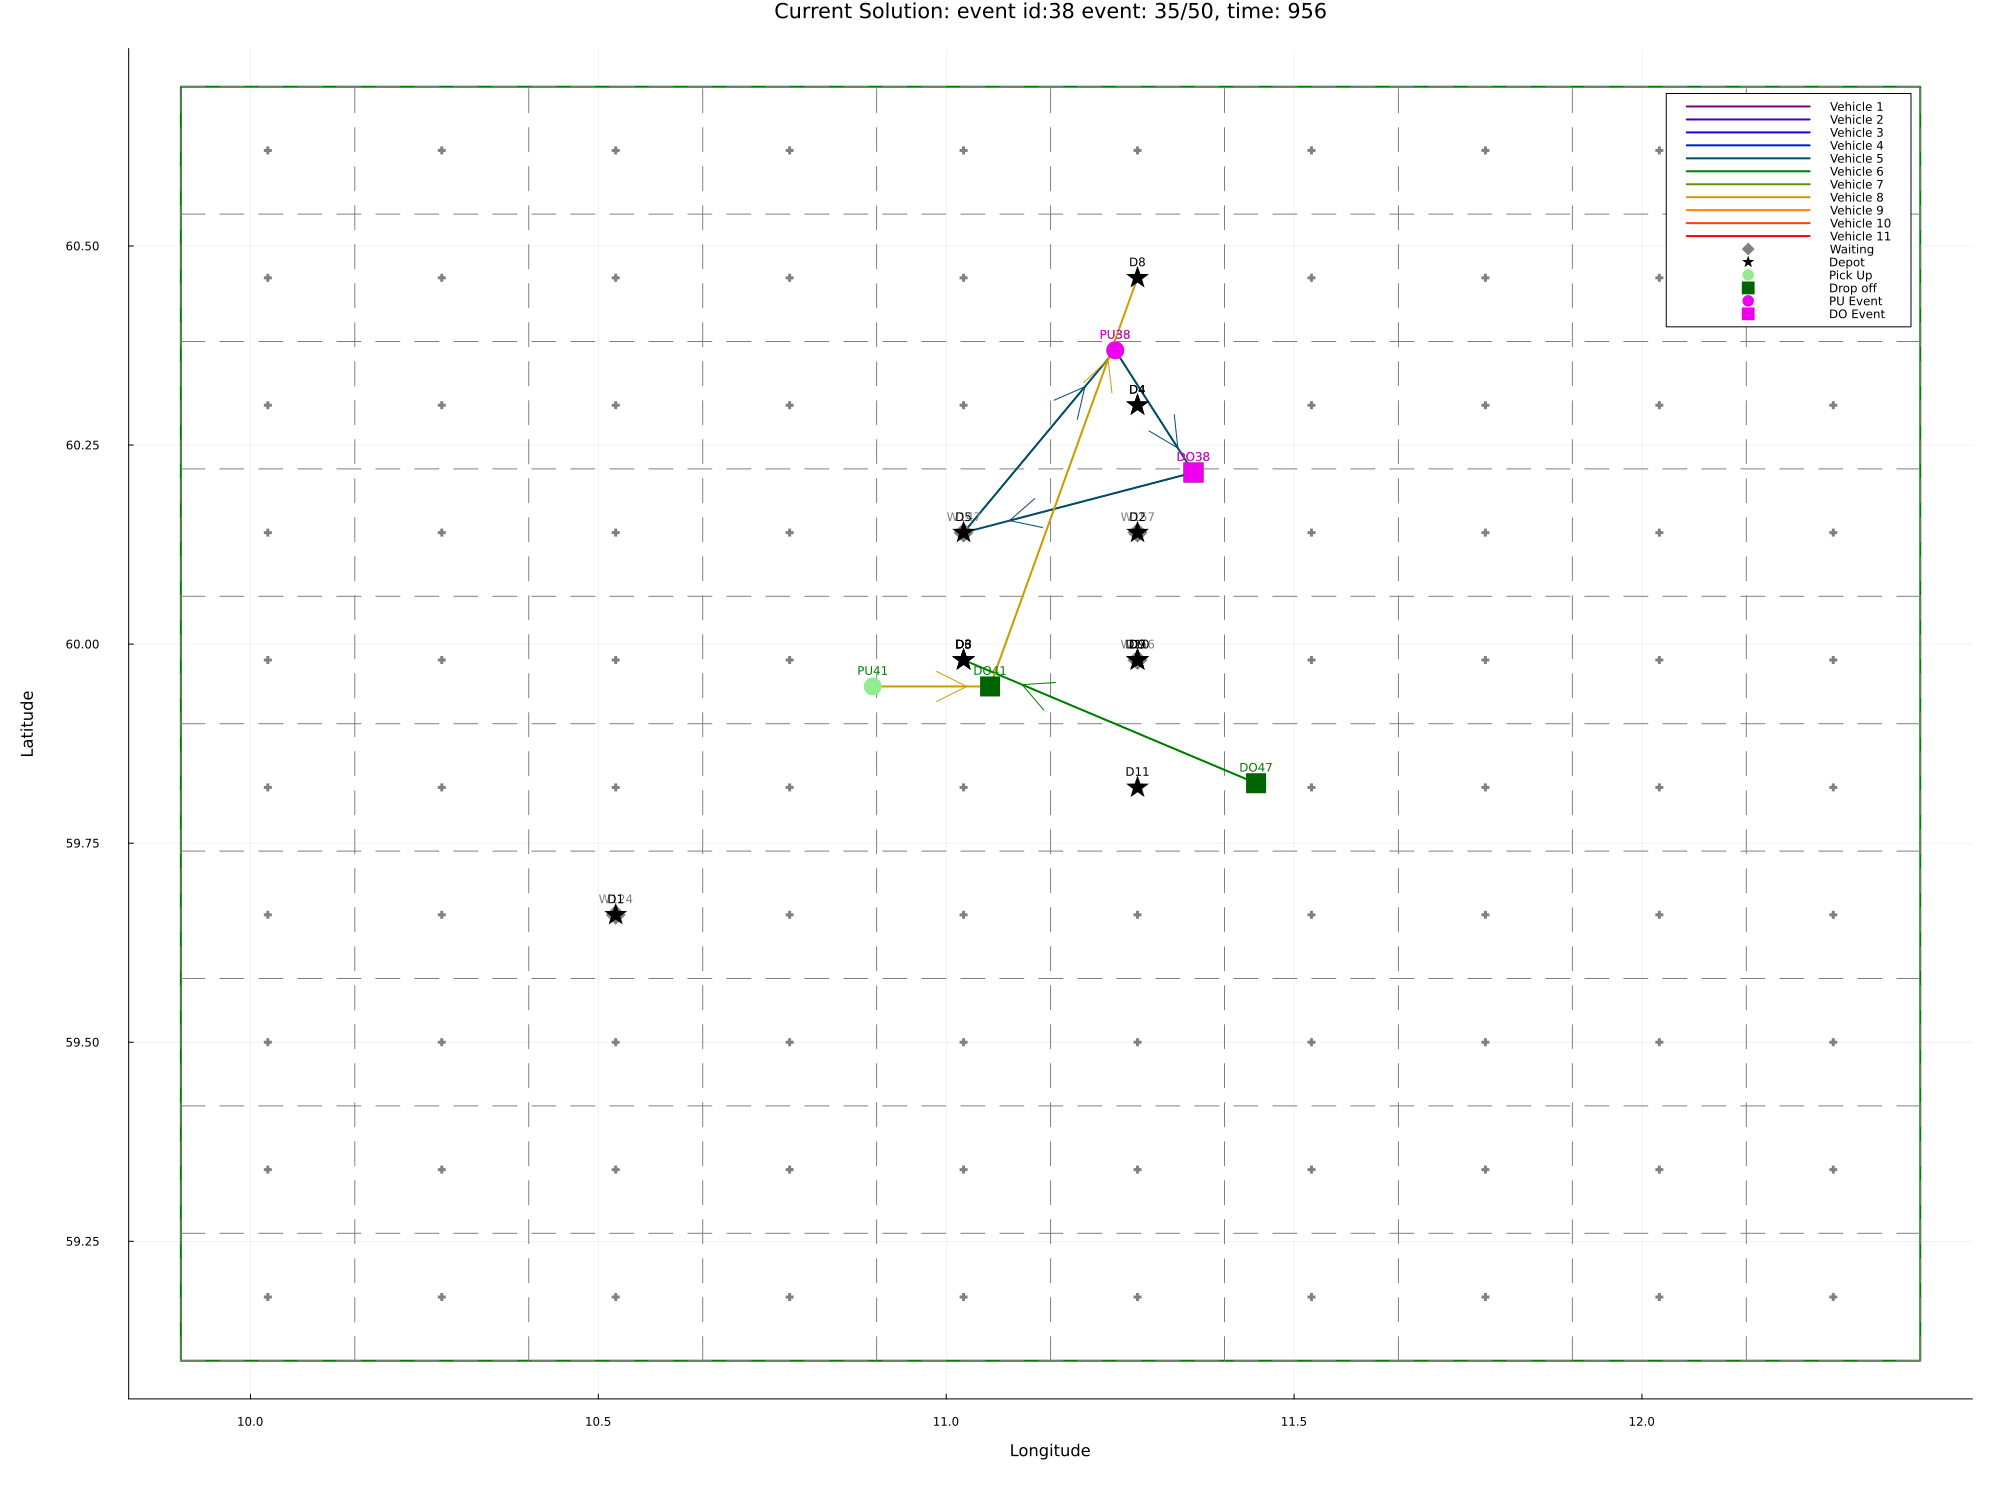 Current Solution: event id:38 event: 35/50, time: 956
Vehicle 1
Vehicle 2
Vehicle 3
Vehicle 4
Vehicle 5
Vehicle 6
Vehicle 7
Vehicle 8
Vehicle 9
Vehicle 10
Vehicle 11
Waiting
Depot
Pick Up
Drop off
PU Event
DO Event
60.50
60.25
60.00
59.75
59.50
59.25
Latitude
D8
PU38
D4
DO38
D5
D2
PU41
DO41
DO47
D11
D1
10.0
10.5
11.0
11.5
12.0
Longitude